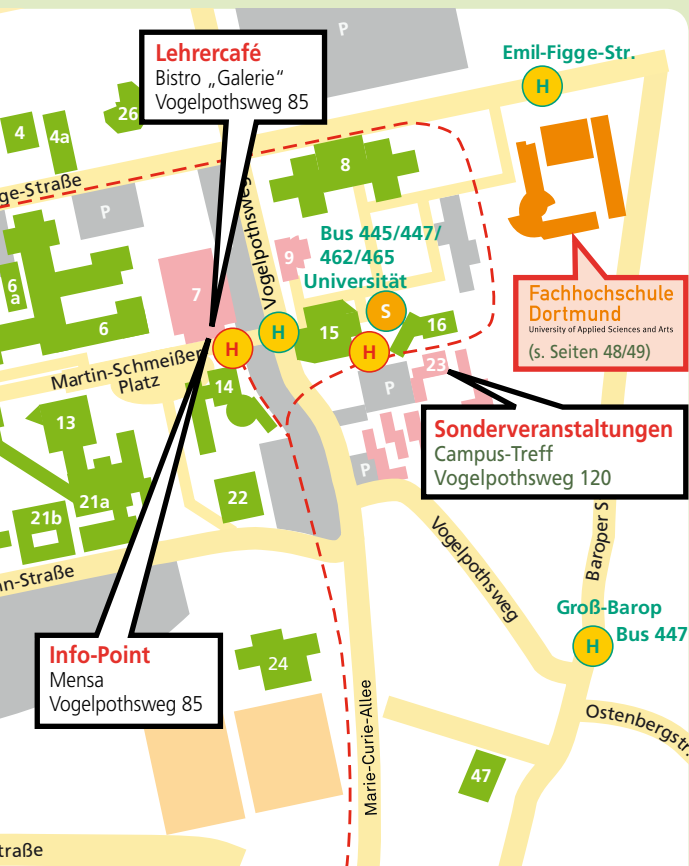 P
Lehrercafé
Bistro „Galerie“
Vogelpothsweg 85
Emil-Figge-Str.
H
26
4
4a
8
ge-Straße
P
Vogelpothsweg
Bus 445/447/
462/465
Universität
9
7
6
a
6
S
H
15
16
H
H
Fachhochschule
Dortmund
University of Applied Sciences and Arts
(s. Seiten 48/49)
Martin-Schmeißer
Platz
14
23
P
13
Sonderveranstaltungen
Campus-Treff
Vogelpothsweg 120
P
21a
22
21b
Vogelpothsweg
Baroper S
n-Straße
Groß-Barop
H
Bus 447
Info-Point
Mensa
Vogelpothsweg 85
24
Marie-Curie-Allee
Ostenbergstr.
47
traße